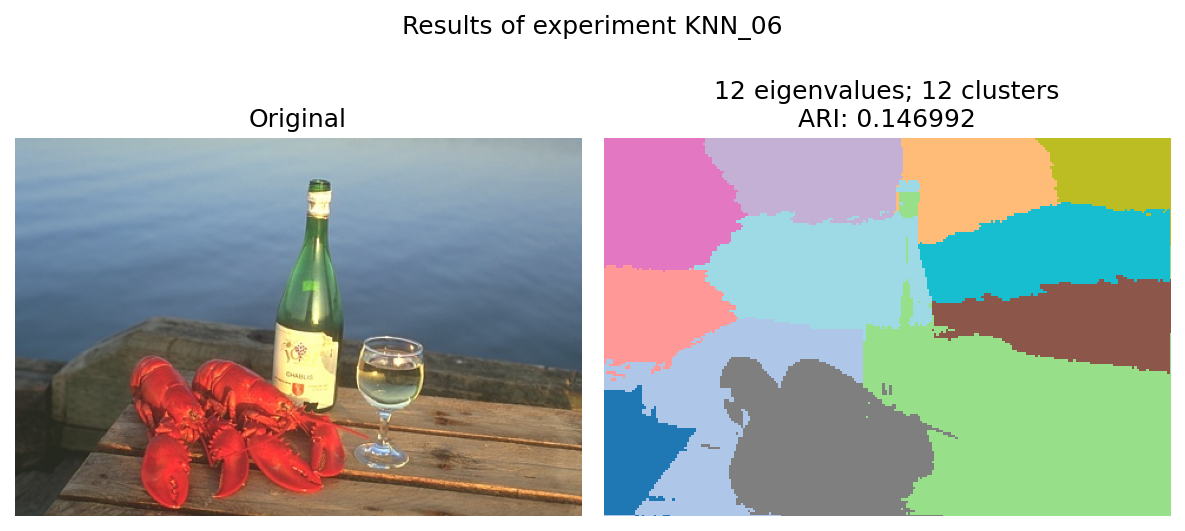 Results of experiment KNN_06
Original
12 eigenvalues; 12 clusters
ARI: 0.146992
CHABLIS